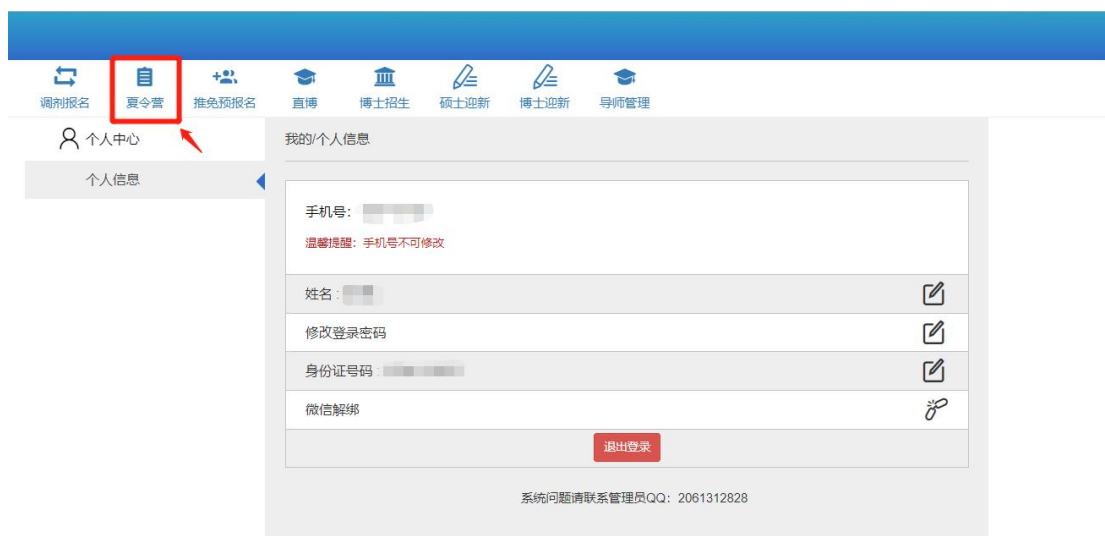 调剂报名 夏令营 推免预报名 直博 博士招生 硕士迎新 博士迎新 导师管理
个人中心
个人信息
我的/个人信息
手机号：
温馨提醒：手机号不可修改
姓名 :
修改登录密码
身份证号码 :
微信解绑
退出登录
系统问题请联系管理员QQ：2061312828